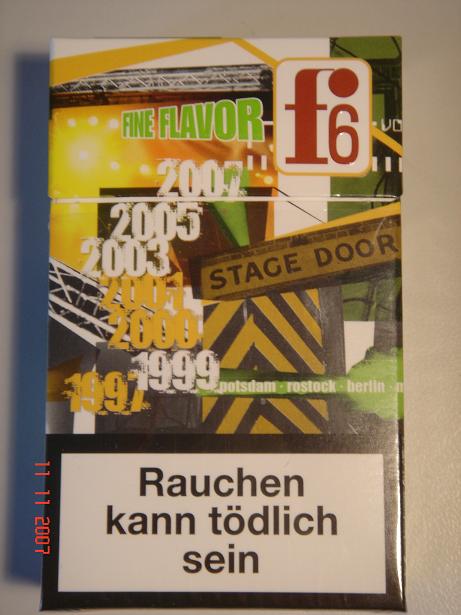 f6
FINE FLAVOR
2007
2005
2003
2001
2000
1999
1997
STAGE DOOR
potsdam · rostock · berlin ·
Rauchen
kann tödlich
sein
11 11 2007